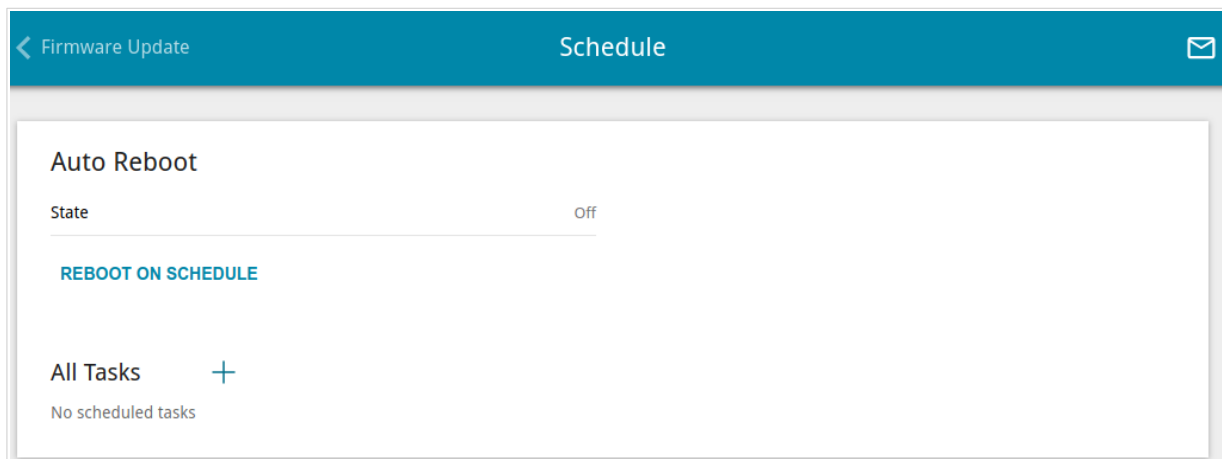 Firmware Update
Schedule
Auto Reboot
State Off
REBOOT ON SCHEDULE
All Tasks
No scheduled tasks